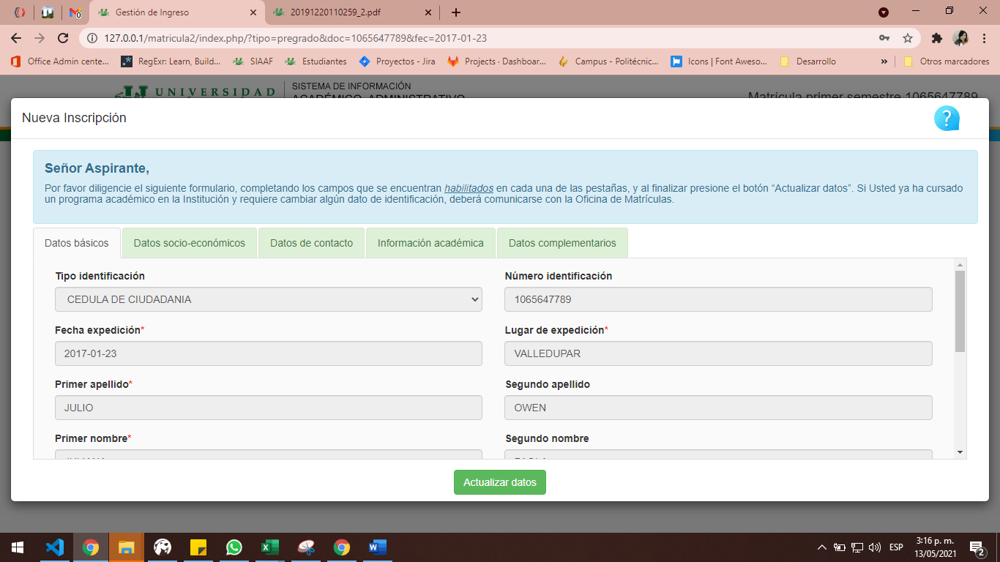 Gestión de Ingreso
20191220110259_2.pdf
127.0.0.1/matricula2/index.php/?tipo=pregrado&doc=1065647789&fec=2017-01-23
Office Admin cente...
RegExr: Learn, Build...
SIAAF
Estudiantes
Proyectos - Jira
Projects · Dashboar...
Campus - Politécnic...
Icons | Font Aweso...
Desarrollo
»
Otros marcadores
UNIVERSIDAD
SISTEMA DE INFORMACIÓN
ACADÉMICO, ADMINISTRATIVO
Matrícula primer semestre 1065647789
Nueva Inscripción
?
Señor Aspirante,
Por favor diligencie el siguiente formulario, completando los campos que se encuentran habilitados en cada una de las pestañas, y al finalizar presione el botón “Actualizar datos”. Si Usted ya ha cursado
un programa académico en la Institución y requiere cambiar algún dato de identificación, deberá comunicarse con la Oficina de Matrículas.
Datos básicos
Datos socio-económicos
Datos de contacto
Información académica
Datos complementarios
Tipo identificación
Número identificación
CEDULA DE CIUDADANIA
1065647789
Fecha expedición*
Lugar de expedición*
2017-01-23
VALLEDUPAR
Primer apellido*
Segundo apellido
JULIO
OWEN
Primer nombre*
Segundo nombre
Actualizar datos
ESP
3:16 p. m.
13/05/2021
2